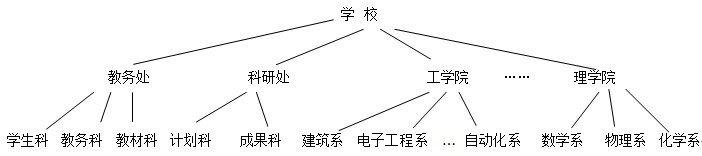 学 校
教务处 科研处 工学院 …… 理学院
学生科 教务科 教材科 计划科 成果科 建筑系 电子工程系 … 自动化系 数学系 物理系 化学系